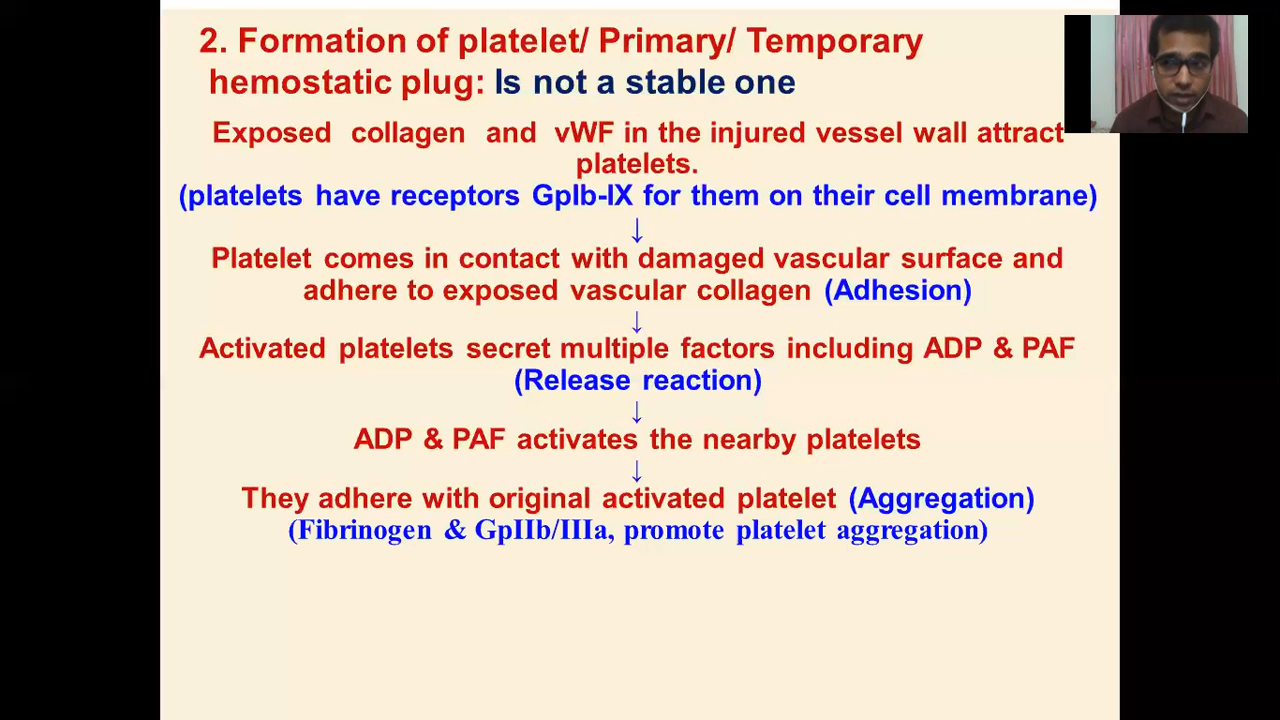 2. Formation of platelet/ Primary/ Temporary
hemostatic plug: Is not a stable one
Exposed collagen and vWF in the injured vessel wall attract
platelets.
(platelets have receptors GpIb-IX for them on their cell membrane)
↓
Platelet comes in contact with damaged vascular surface and
adhere to exposed vascular collagen (Adhesion)
↓
Activated platelets secret multiple factors including ADP & PAF
(Release reaction)
↓
ADP & PAF activates the nearby platelets
↓
They adhere with original activated platelet (Aggregation)
(Fibrinogen & GpIIb/IIIa, promote platelet aggregation)